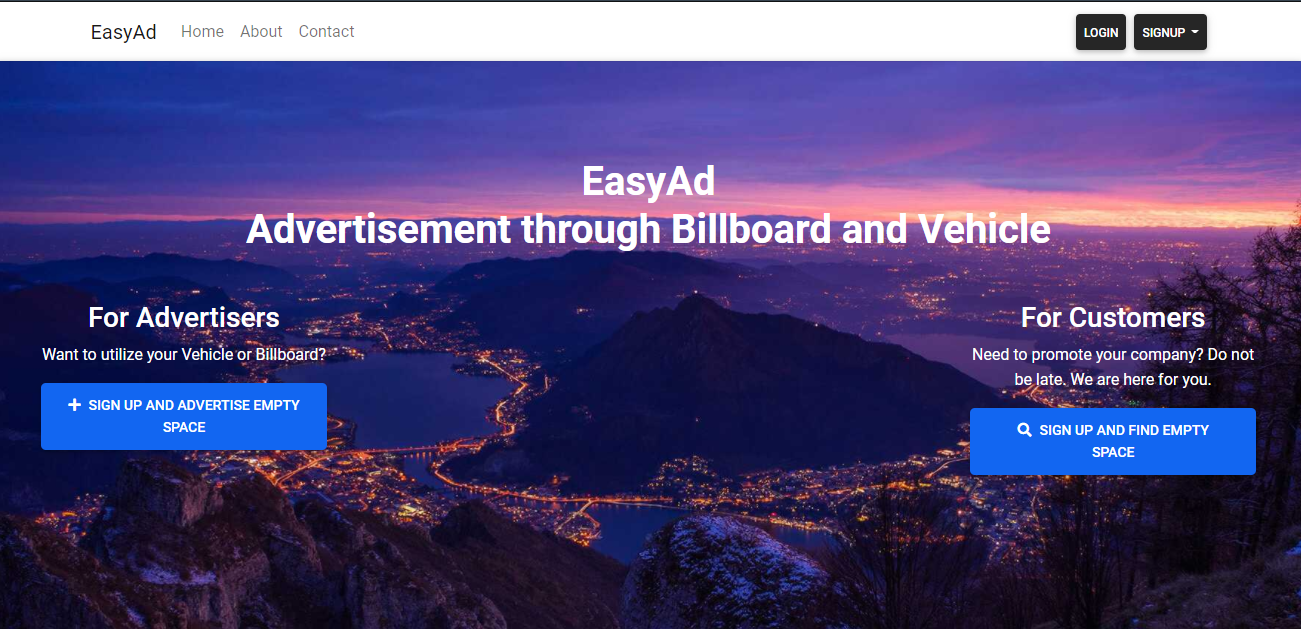 EasyAd Home About Contact LOGIN SIGNUP
EasyAd
Advertisement through Billboard and Vehicle
For Advertisers
Want to utilize your Vehicle or Billboard?
SIGN UP AND ADVERTISE EMPTY
SPACE
For Customers
Need to promote your company? Do not
be late. We are here for you.
SIGN UP AND FIND EMPTY
SPACE